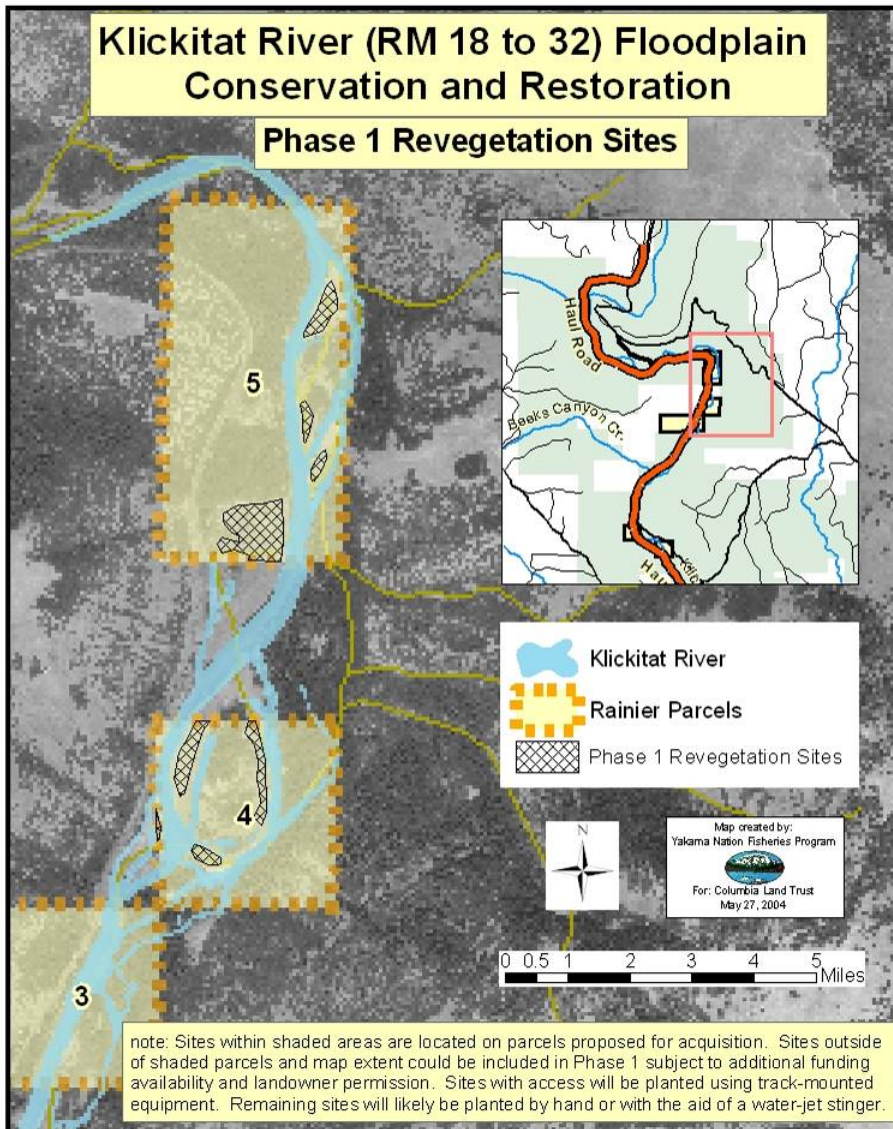 Klickitat River (RM 18 to 32) Floodplain
Conservation and Restoration
Phase 1 Revegetation Sites
5
4
3
Haul Road
Beeks Canyon Cr.
Klickitat River
Rainier Parcels
Phase 1 Revegetation Sites
N
Map created by:
Yakama Nation Fisheries Program
For: Columbia Land Trust
May 27, 2004
0 0.5 1 2 3 4 5
Miles
note: Sites within shaded areas are located on parcels proposed for acquisition. Sites outside
of shaded parcels and map extent could be included in Phase 1 subject to additional funding
availability and landowner permission. Sites with access will be planted using track-mounted
equipment. Remaining sites will likely be planted by hand or with the aid of a water-jet stinger.